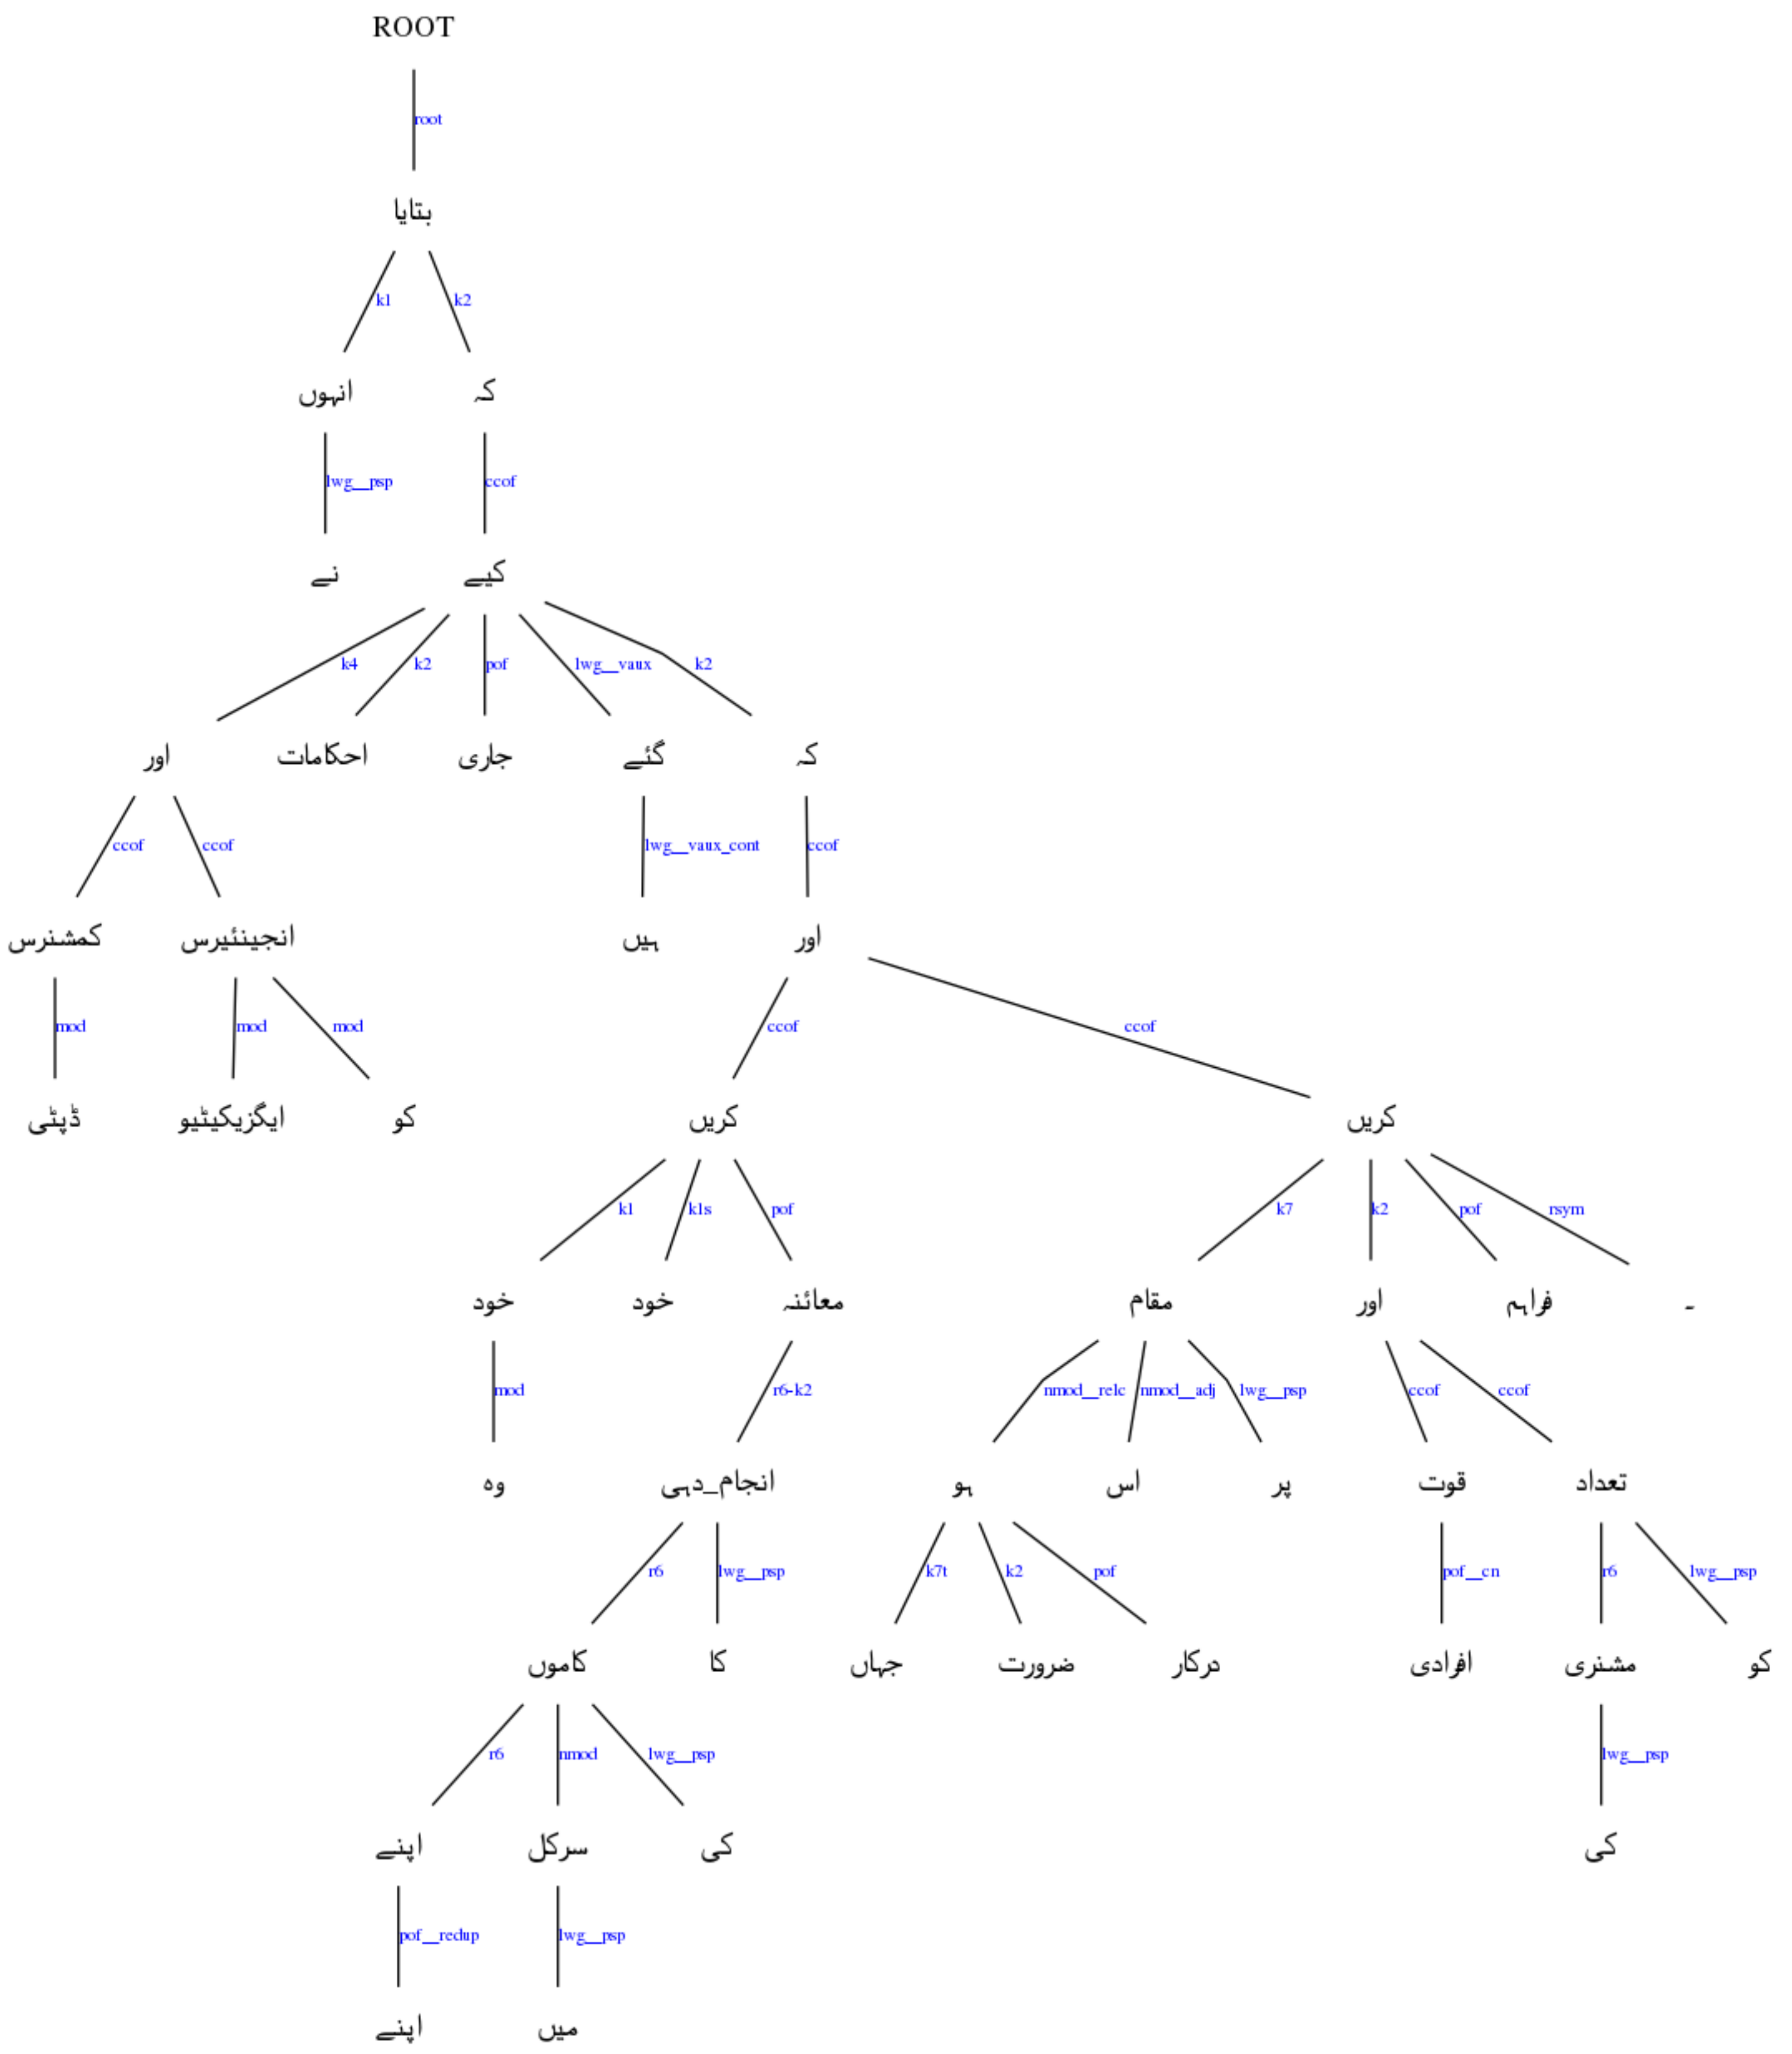 ROOT
root
بتایا
k1 k2
انہوں کہ
lwg__psp ccof
نے کیے
k4 k2 pof lwg__vaux k2
اور احکامات جاری گئے کہ
ccof ccof lwg__vaux_cont ccof
کمشنرس انجینئیرس ہیں اور
mod mod mod ccof ccof
ڈپٹی ایگزیکیٹیو کو کریں کریں
k1 k1s pof k7 k2 pof rsym
خود خود معائنہ مقام اور فراہم ۔
mod r6-k2 nmod__relc nmod__adj lwg__psp ccof ccof
وہ انجام_دہی ہو اس پر قوت تعداد
r6 lwg__psp k7t k2 pof pof__cn r6 lwg__psp
کاموں کا جہاں ضرورت درکار افرادی مشنری کو
r6 nmod lwg__psp lwg__psp
اپنے سرکل کی کی
pof__redup lwg__psp
اپنے میں